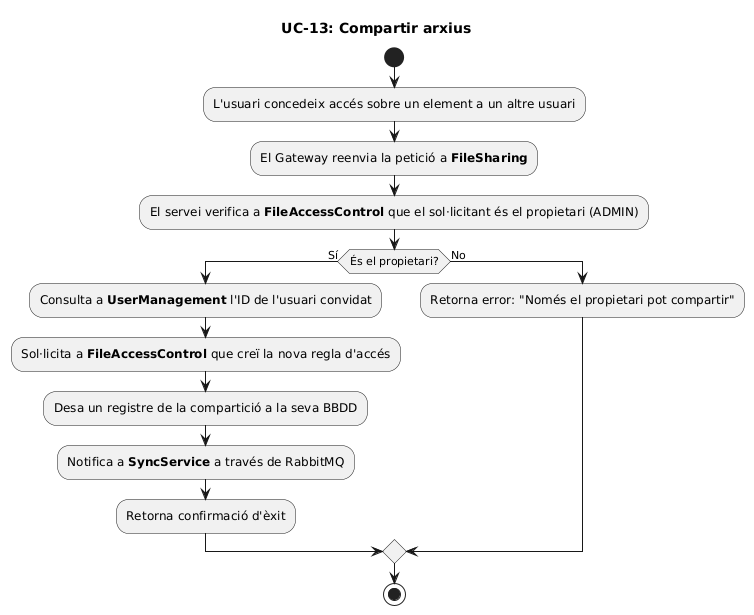 UC-13: Compartir arxius
L'usuari concedeix accés sobre un element a un altre usuari
El Gateway reenvia la petició a FileSharing
El servei verifica a FileAccessControl que el sol·licitant és el propietari (ADMIN)
És el propietari?
Sí
No
Consulta a UserManagement l'ID de l'usuari convidat
Retorna error: "Només el propietari pot compartir"
Sol·licita a FileAccessControl que creï la nova regla d'accés
Desa un registre de la compartició a la seva BBDD
Notifica a SyncService a través de RabbitMQ
Retorna confirmació d'èxit